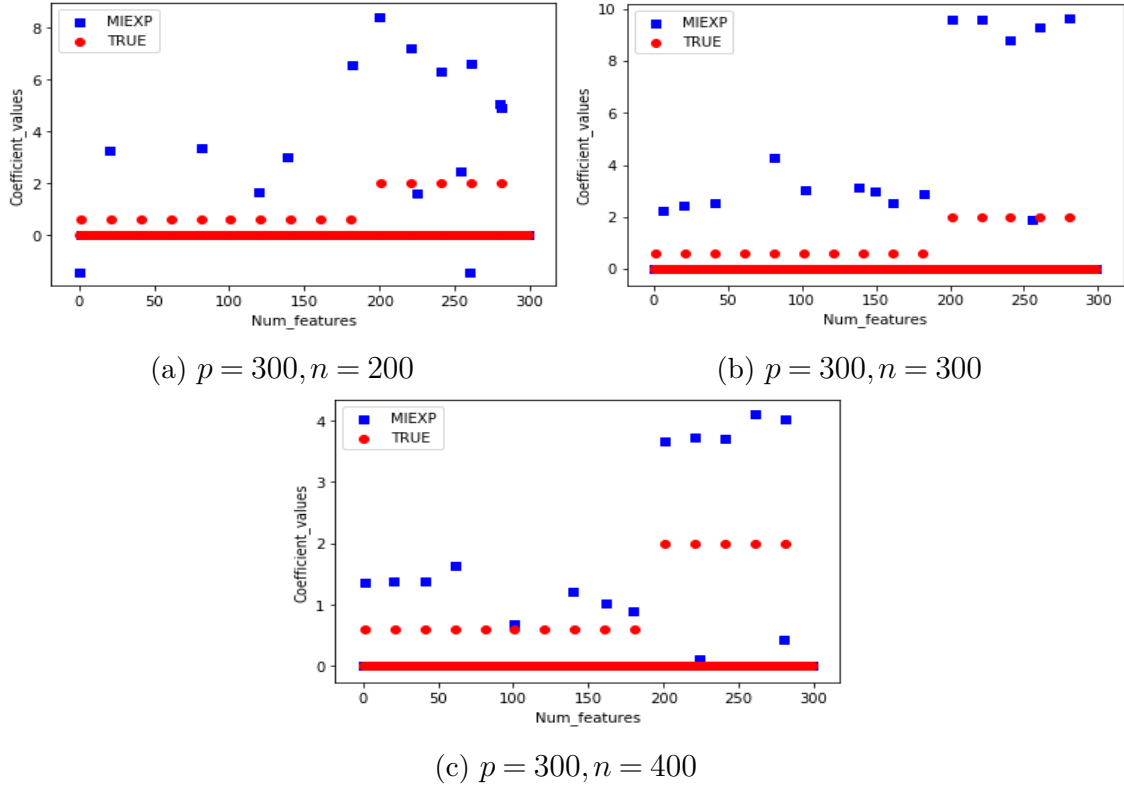 MIEXP
TRUE
8
6
4
2
0
Coefficient_values
0 50 100 150 200 250 300
Num_features
(a) p = 300, n = 200
MIEXP
TRUE
10
8
6
4
2
0
Coefficient_values
0 50 100 150 200 250 300
Num_features
(b) p = 300, n = 300
MIEXP
TRUE
4
3
2
1
0
Coefficient_values
0 50 100 150 200 250 300
Num_features
(c) p = 300, n = 400